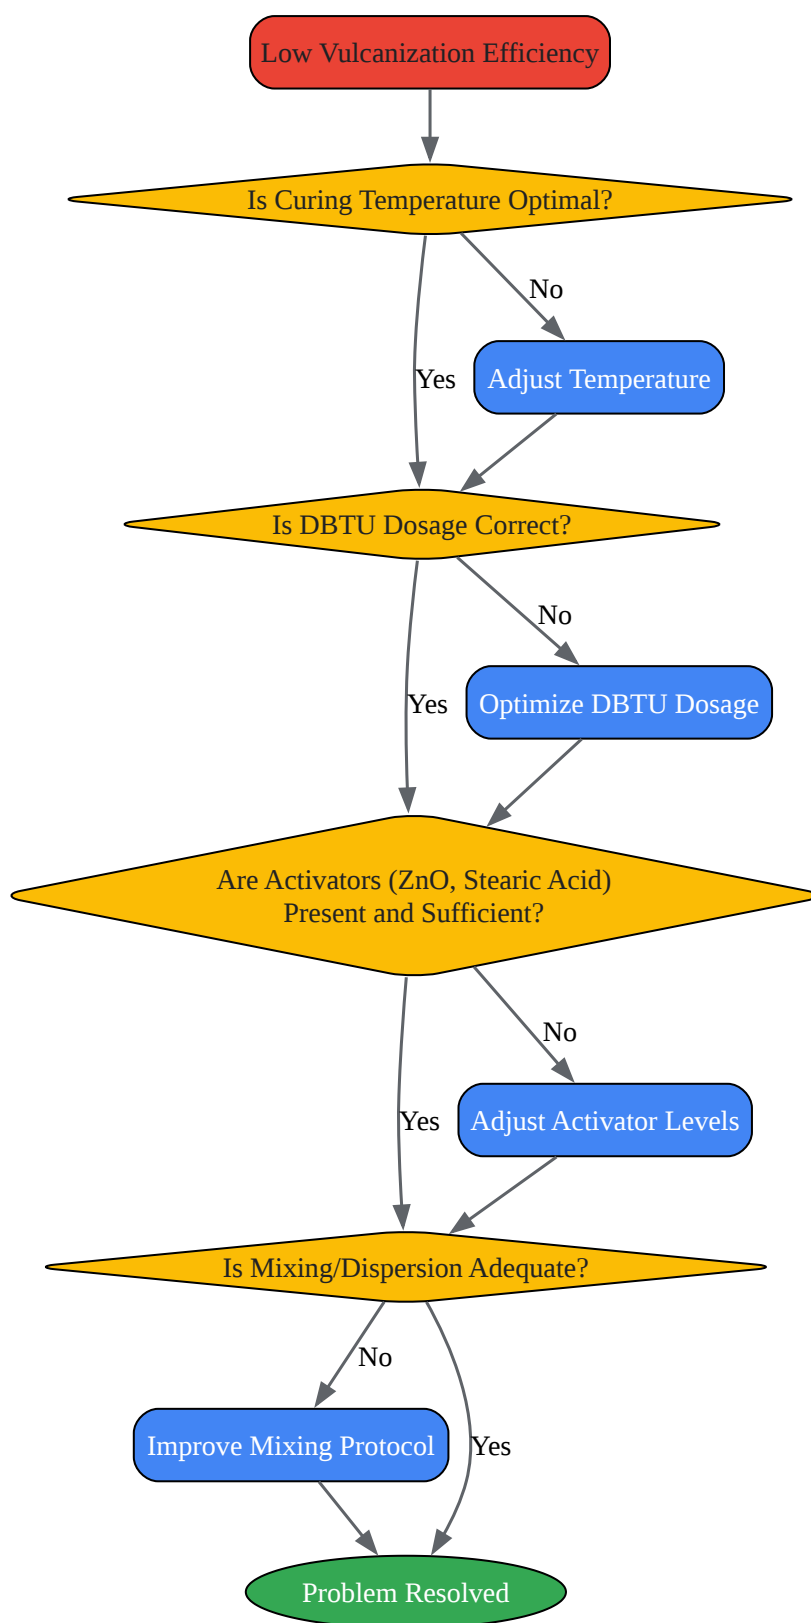 Low Vulcanization Efficiency
Is Curing Temperature Optimal?
No
Yes
Adjust Temperature
Is DBTU Dosage Correct?
No
Yes
Optimize DBTU Dosage
Are Activators (ZnO, Stearic Acid)
Present and Sufficient?
No
Yes
Adjust Activator Levels
Is Mixing/Dispersion Adequate?
No
Improve Mixing Protocol
Yes
Problem Resolved